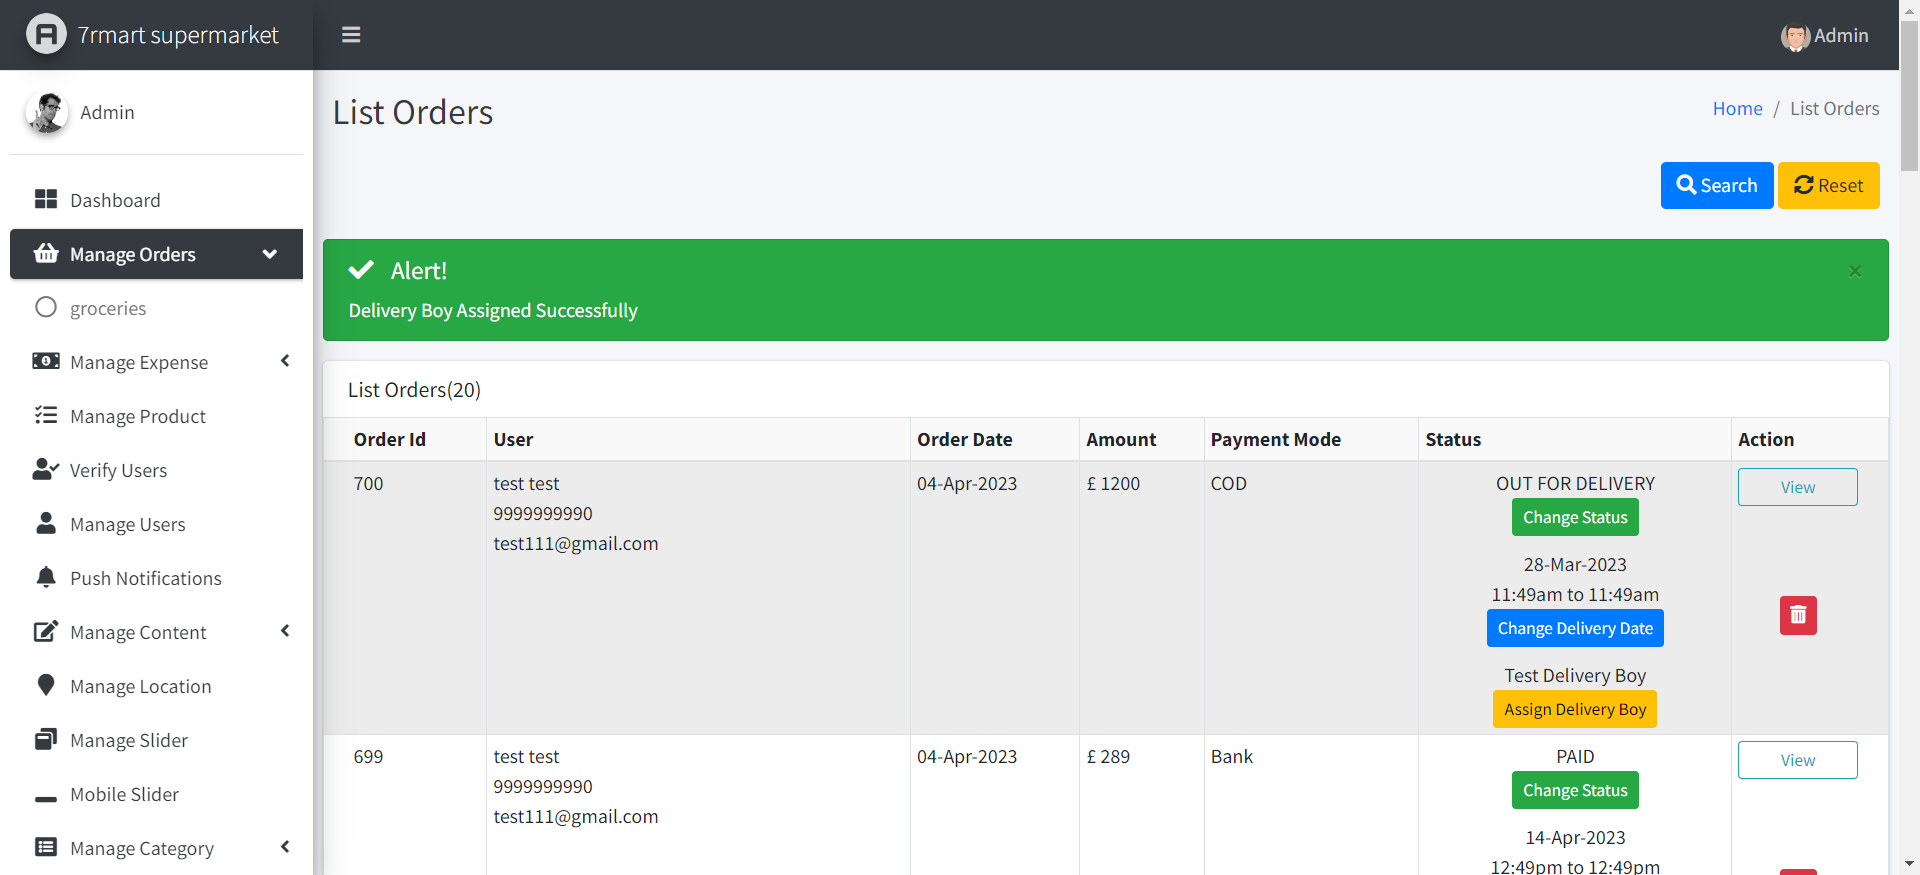 7rmart supermarket
Admin
Admin
Dashboard
Manage Orders
groceries
Manage Expense
Manage Product
Verify Users
Manage Users
Push Notifications
Manage Content
Manage Location
Manage Slider
Mobile Slider
Manage Category
List Orders
Home / List Orders
Search
Reset
Alert!
×
Delivery Boy Assigned Successfully
List Orders(20)
Order Id User Order Date Amount Payment Mode Status Action
700 test test 04-Apr-2023 £ 1200 COD OUT FOR DELIVERY View
9999999990 Change Status
test111@gmail.com
28-Mar-2023
11:49am to 11:49am
Change Delivery Date
Test Delivery Boy
Assign Delivery Boy
699 test test 04-Apr-2023 £ 289 Bank PAID View
9999999990 Change Status
test111@gmail.com
14-Apr-2023
12:49pm to 12:49pm